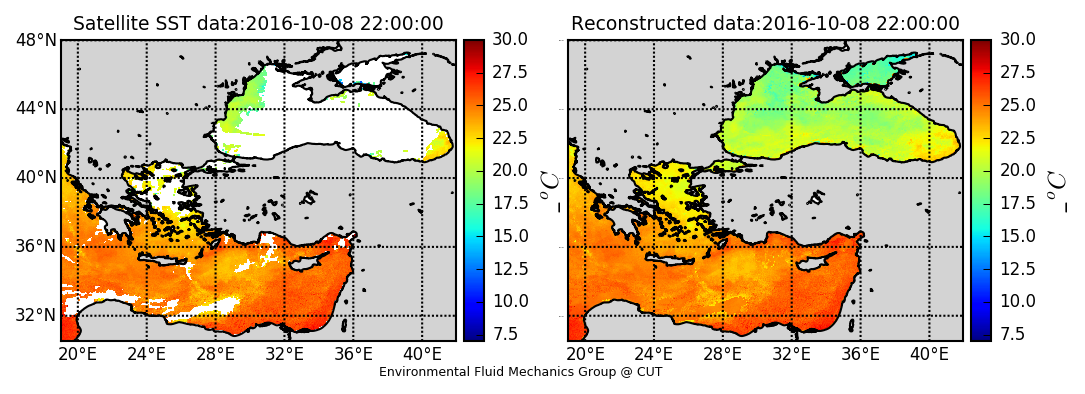 Satellite SST data:2016-10-08 22:00:00
48°N
44°N
40°N
36°N
32°N
20°E 24°E 28°E 32°E 36°E 40°E
30.0
27.5
25.0
22.5
20.0
17.5
15.0
12.5
10.0
7.5
_°C
Reconstructed data:2016-10-08 22:00:00
20°E 24°E 28°E 32°E 36°E 40°E
30.0
27.5
25.0
22.5
20.0
17.5
15.0
12.5
10.0
7.5
_°C
Environmental Fluid Mechanics Group @ CUT